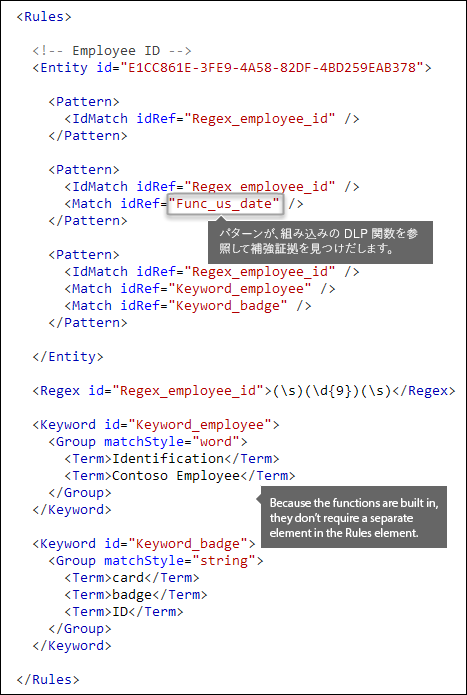 <Rules>
<!-- Employee ID -->
<Entity id="E1CC861E-3FE9-4A58-82DF-4BD259EAB378">
<Pattern>
<IdMatch idRef="Regex_employee_id" />
</Pattern>
<Pattern>
<IdMatch idRef="Regex_employee_id" />
<Match idRef="Func_us_date" />
</Pattern>
パターンが、組み込みの DLP 関数を参
照して補強証拠を見つけだします。
<Pattern>
<IdMatch idRef="Regex_employee_id" />
<Match idRef="Keyword_employee" />
<Match idRef="Keyword_badge" />
</Pattern>
</Entity>
<Regex id="Regex_employee_id">(\s)(\d{9})(\s)</Regex>
<Keyword id="Keyword_employee">
<Group matchStyle="word">
<Term>Identification</Term>
<Term>Contoso Employee</Term>
</Group>
</Keyword>
Because the functions are built in,
they don't require a separate
element in the Rules element.
<Keyword id="Keyword_badge">
<Group matchStyle="string">
<Term>card</Term>
<Term>badge</Term>
<Term>ID</Term>
</Group>
</Keyword>
</Rules>